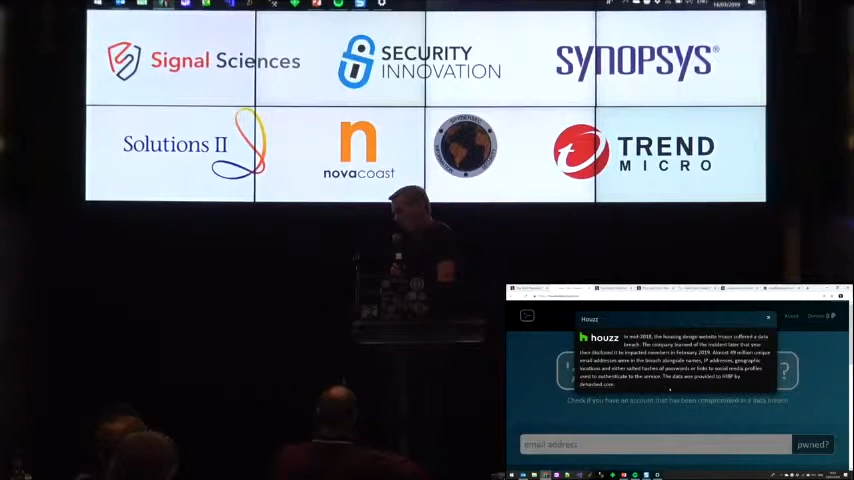 Signal Sciences
SECURITY
INNOVATION
SYNOPSYS®
Solutions II
n
novacoast
TREND
MICRO
Houzz
houzz
In mid-2018, the housing design website Houzz suffered a data
breach. The company learned of the incident later that year
then disclosed it to impacted members in February 2019. Almost 49 million unique
email addresses were in the breach alongside names, IP addresses, geographic
locations and either salted hashes of passwords or links to social media profiles
used to authenticate to the service. The data was provided to HIBP by
dehashed.com.
?
Check if you have an account that has been compromised in a data breach
email address
pwned?